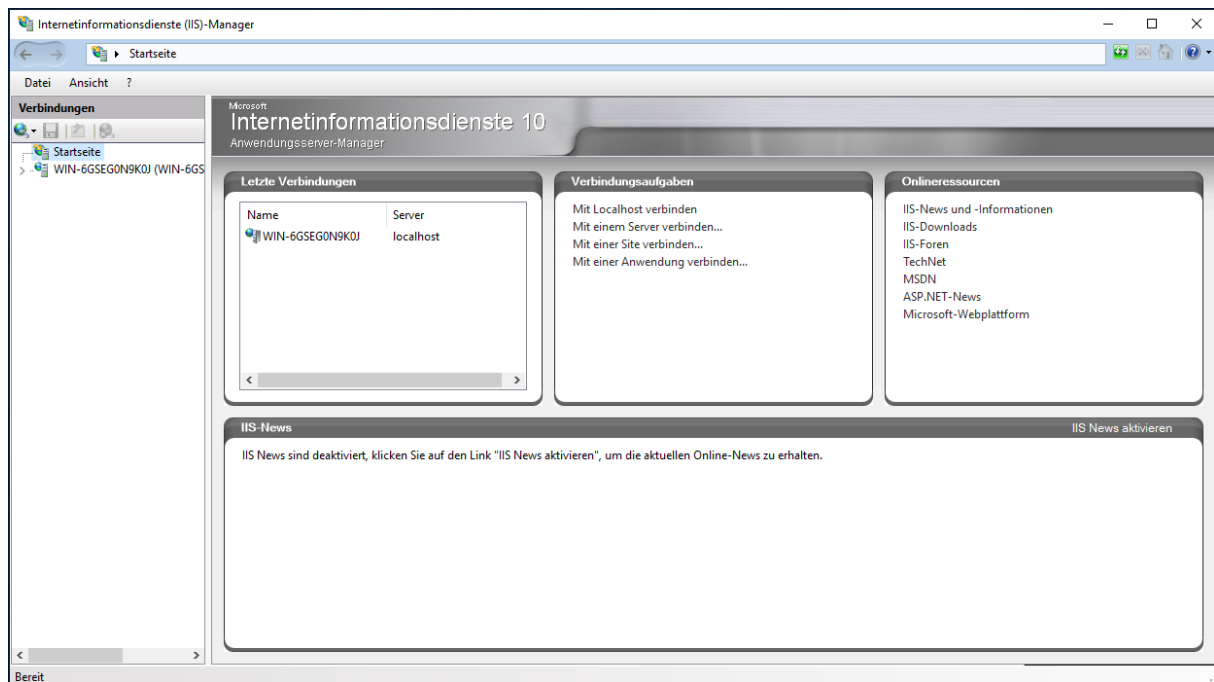 Internetinformationsdienste (IIS)-Manager
Startseite
Datei Ansicht ?
Verbindungen
Startseite
WIN-6GSEG0N9K0J (WIN-6GS
Microsoft
Internetinformationsdienste 10
Anwendungsserver-Manager
Letzte Verbindungen
Name Server
WIN-6GSEG0N9K0J localhost
Verbindungsaufgaben
Mit Localhost verbinden
Mit einem Server verbinden...
Mit einer Site verbinden...
Mit einer Anwendung verbinden...
Onlineressourcen
IIS-News und -Informationen
IIS-Downloads
IIS-Foren
TechNet
MSDN
ASP.NET-News
Microsoft-Webplattform
IIS-News IIS News aktivieren
IIS News sind deaktiviert, klicken Sie auf den Link "IIS News aktivieren", um die aktuellen Online-News zu erhalten.
Bereit